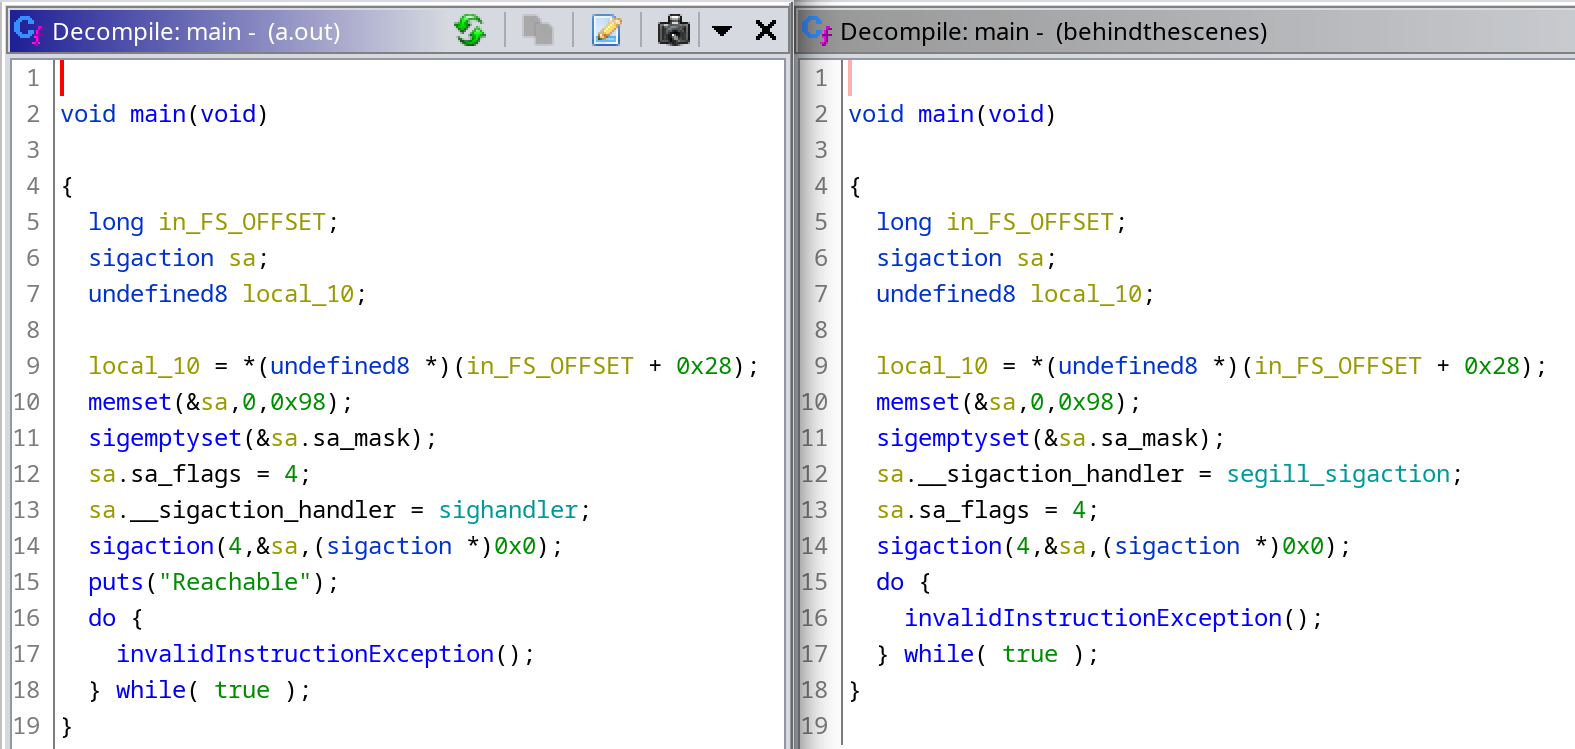 Decompile: main - (a.out)
1
2 void main(void)
3
4 {
5 long in_FS_OFFSET;
6 sigaction sa;
7 undefined8 local_10;
8
9 local_10 = *(undefined8 *)(in_FS_OFFSET + 0x28);
10 memset(&sa,0,0x98);
11 sigemptyset(&sa.sa_mask);
12 sa.sa_flags = 4;
13 sa.__sigaction_handler = sighandler;
14 sigaction(4,&sa,(sigaction *)0x0);
15 puts("Reachable");
16 do {
17 invalidInstructionException();
18 } while( true );
19 }
Decompile: main - (behindthescenes)
1
2 void main(void)
3
4 {
5 long in_FS_OFFSET;
6 sigaction sa;
7 undefined8 local_10;
8
9 local_10 = *(undefined8 *)(in_FS_OFFSET + 0x28);
10 memset(&sa,0,0x98);
11 sigemptyset(&sa.sa_mask);
12 sa.__sigaction_handler = segill_sigaction;
13 sa.sa_flags = 4;
14 sigaction(4,&sa,(sigaction *)0x0);
15 do {
16 invalidInstructionException();
17 } while( true );
18 }
19